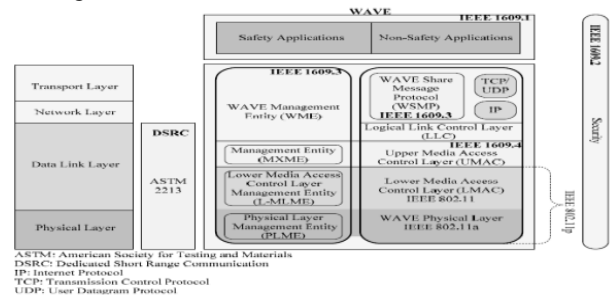 WAVE
IEEE 1609.1
Safety Applications
Non-Safety Applications
IEEE 1609.2
Security
Transport Layer
Network Layer
Data Link Layer
Physical Layer
DSRC
ASTM
2213
IEEE 1609.3
WAVE Management
Entity (WME)
Management Entity
(MXME)
Lower Media Access
Control Layer
Management Entity
(L-MLME)
Physical Layer
Management Entity
(PLME)
WAVE Share
Message
Protocol
(WSMP)
IEEE 1609.3
TCP/
UDP
IP
Logical Link Control Layer
(LLC)
IEEE 1609.4
Upper Media Access
Control Layer (UMAC)
Lower Media Access
Control Layer (LMAC)
IEEE 802.11
WAVE Physical Layer
IEEE 802.11a
IEEE 802.11p
ASTM: American Society for Testing and Materials
DSRC: Dedicated Short Range Communication
IP: Internet Protocol
TCP: Transmission Control Protocol
UDP: User Datagram Protocol